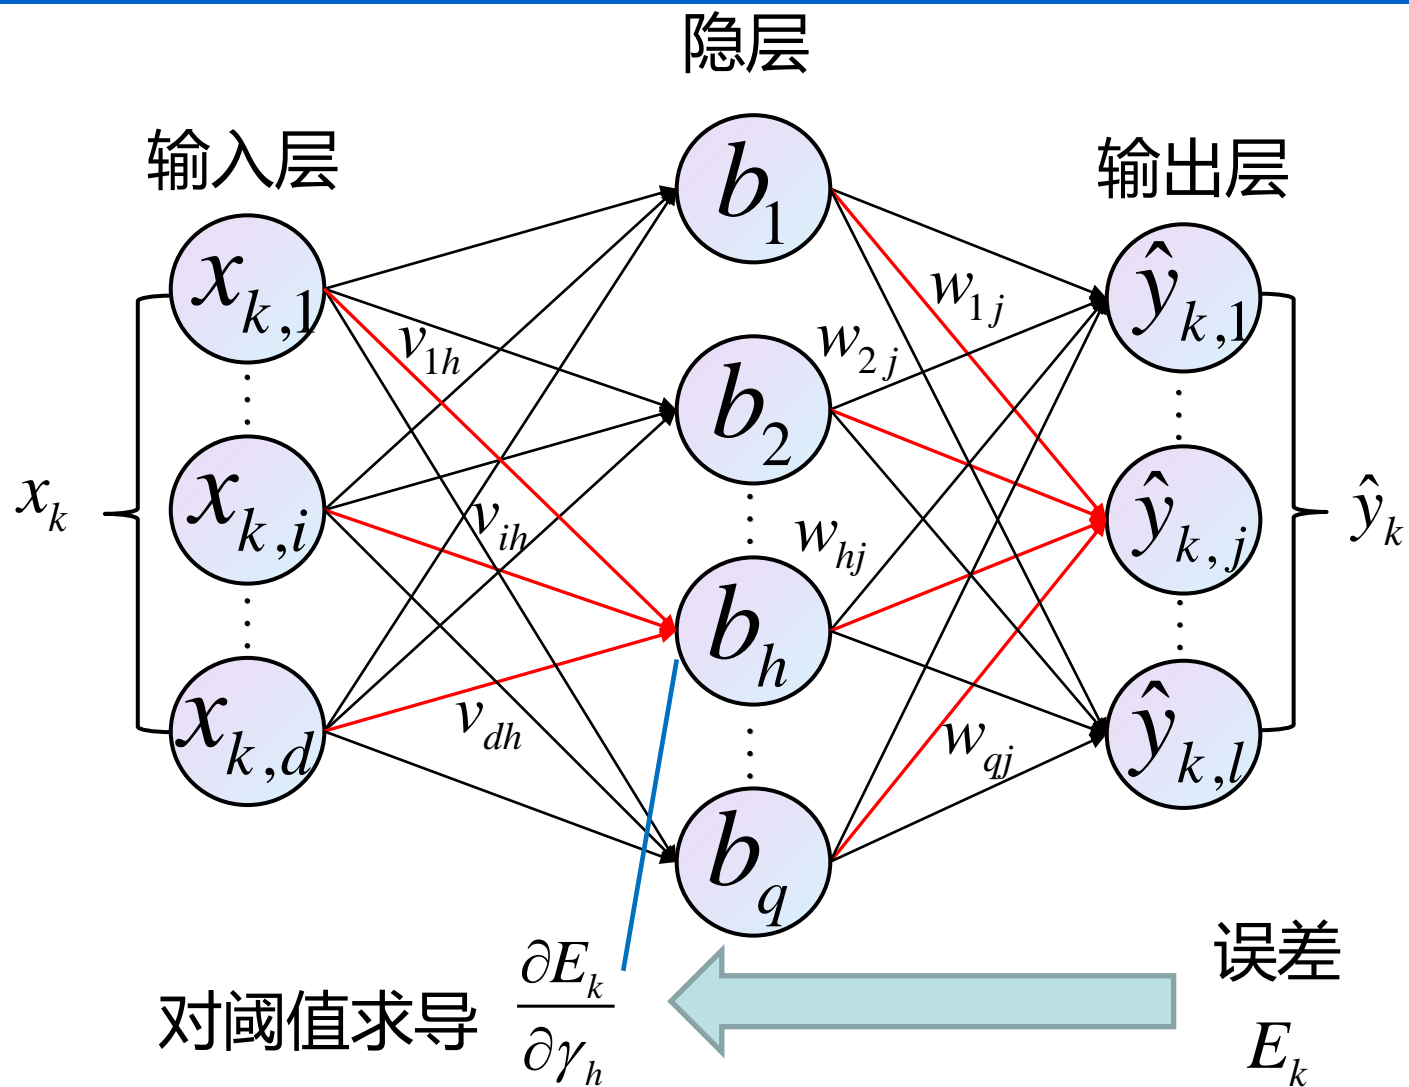 隐层
输入层
输出层
b_1
x_{k,1}
ŷ_{k,1}
w_{1j}
v_{1h}
w_{2j}
b_2
x_k
x_{k,i}
v_{ih}
w_{hj}
ŷ_{k,j}
ŷ_k
b_h
x_{k,d}
v_{dh}
w_{qj}
ŷ_{k,l}
b_q
误差
E_k
对阈值求导 ∂E_k/∂γ_h